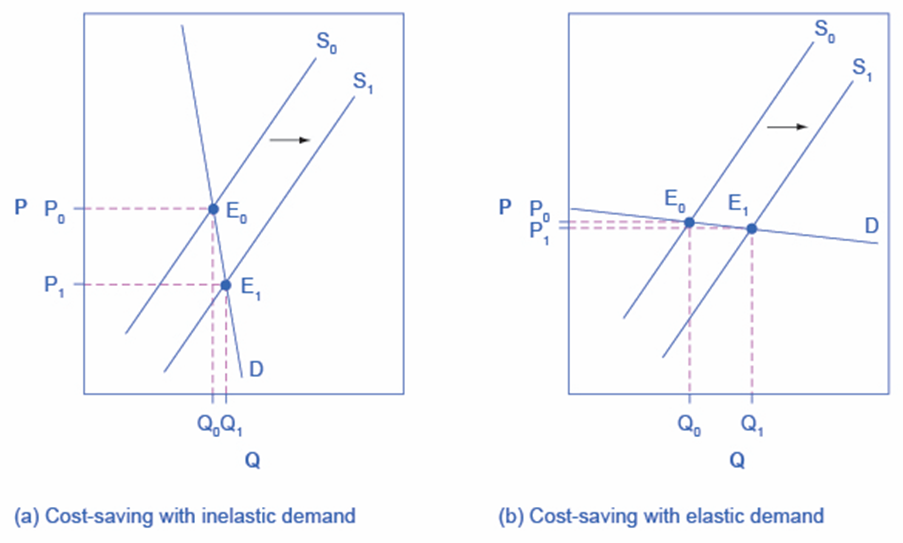 S₀
S₁
P P₀ E₀
P₁ E₁
D
Q₀Q₁
Q
(a) Cost-saving with inelastic demand
S₀
S₁
E₀ E₁
P P₀ D
P₁
Q₀ Q₁
Q
(b) Cost-saving with elastic demand